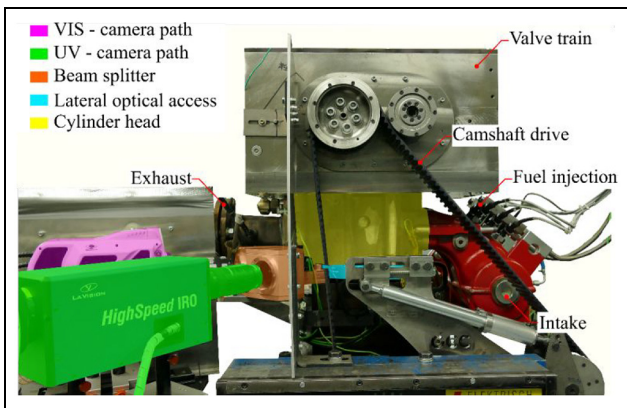 VIS - camera path
UV - camera path
Beam splitter
Lateral optical access
Cylinder head
Valve train
Camshaft drive
Exhaust
Fuel injection
LAVISION
HighSpeed IRO
Intake
ELEKTRISCH